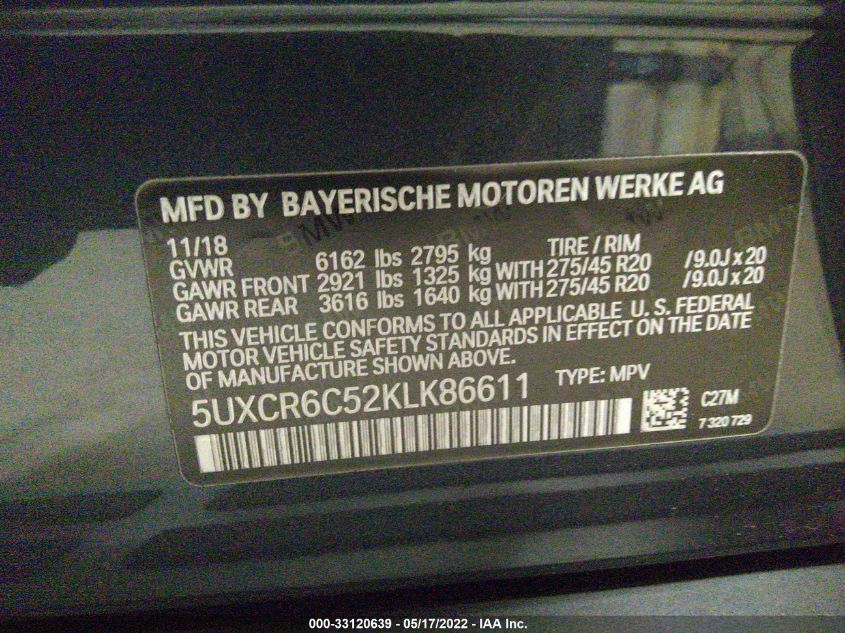 MFD BY BAYERISCHE MOTOREN WERKE AG
11/18 TIRE / RIM
GVWR 6162 lbs 2795 kg
GAWR FRONT 2921 lbs 1325 kg WITH 275/45 R20 /9.0J x 20
GAWR REAR 3616 lbs 1640 kg WITH 275/45 R20 /9.0J x 20
THIS VEHICLE CONFORMS TO ALL APPLICABLE U. S. FEDERAL
MOTOR VEHICLE SAFETY STANDARDS IN EFFECT ON THE DATE
OF MANUFACTURE SHOWN ABOVE.
5UXCR6C52KLK86611 TYPE: MPV
C27M
7 320 729
000-33120639 - 05/17/2022 - IAA Inc.